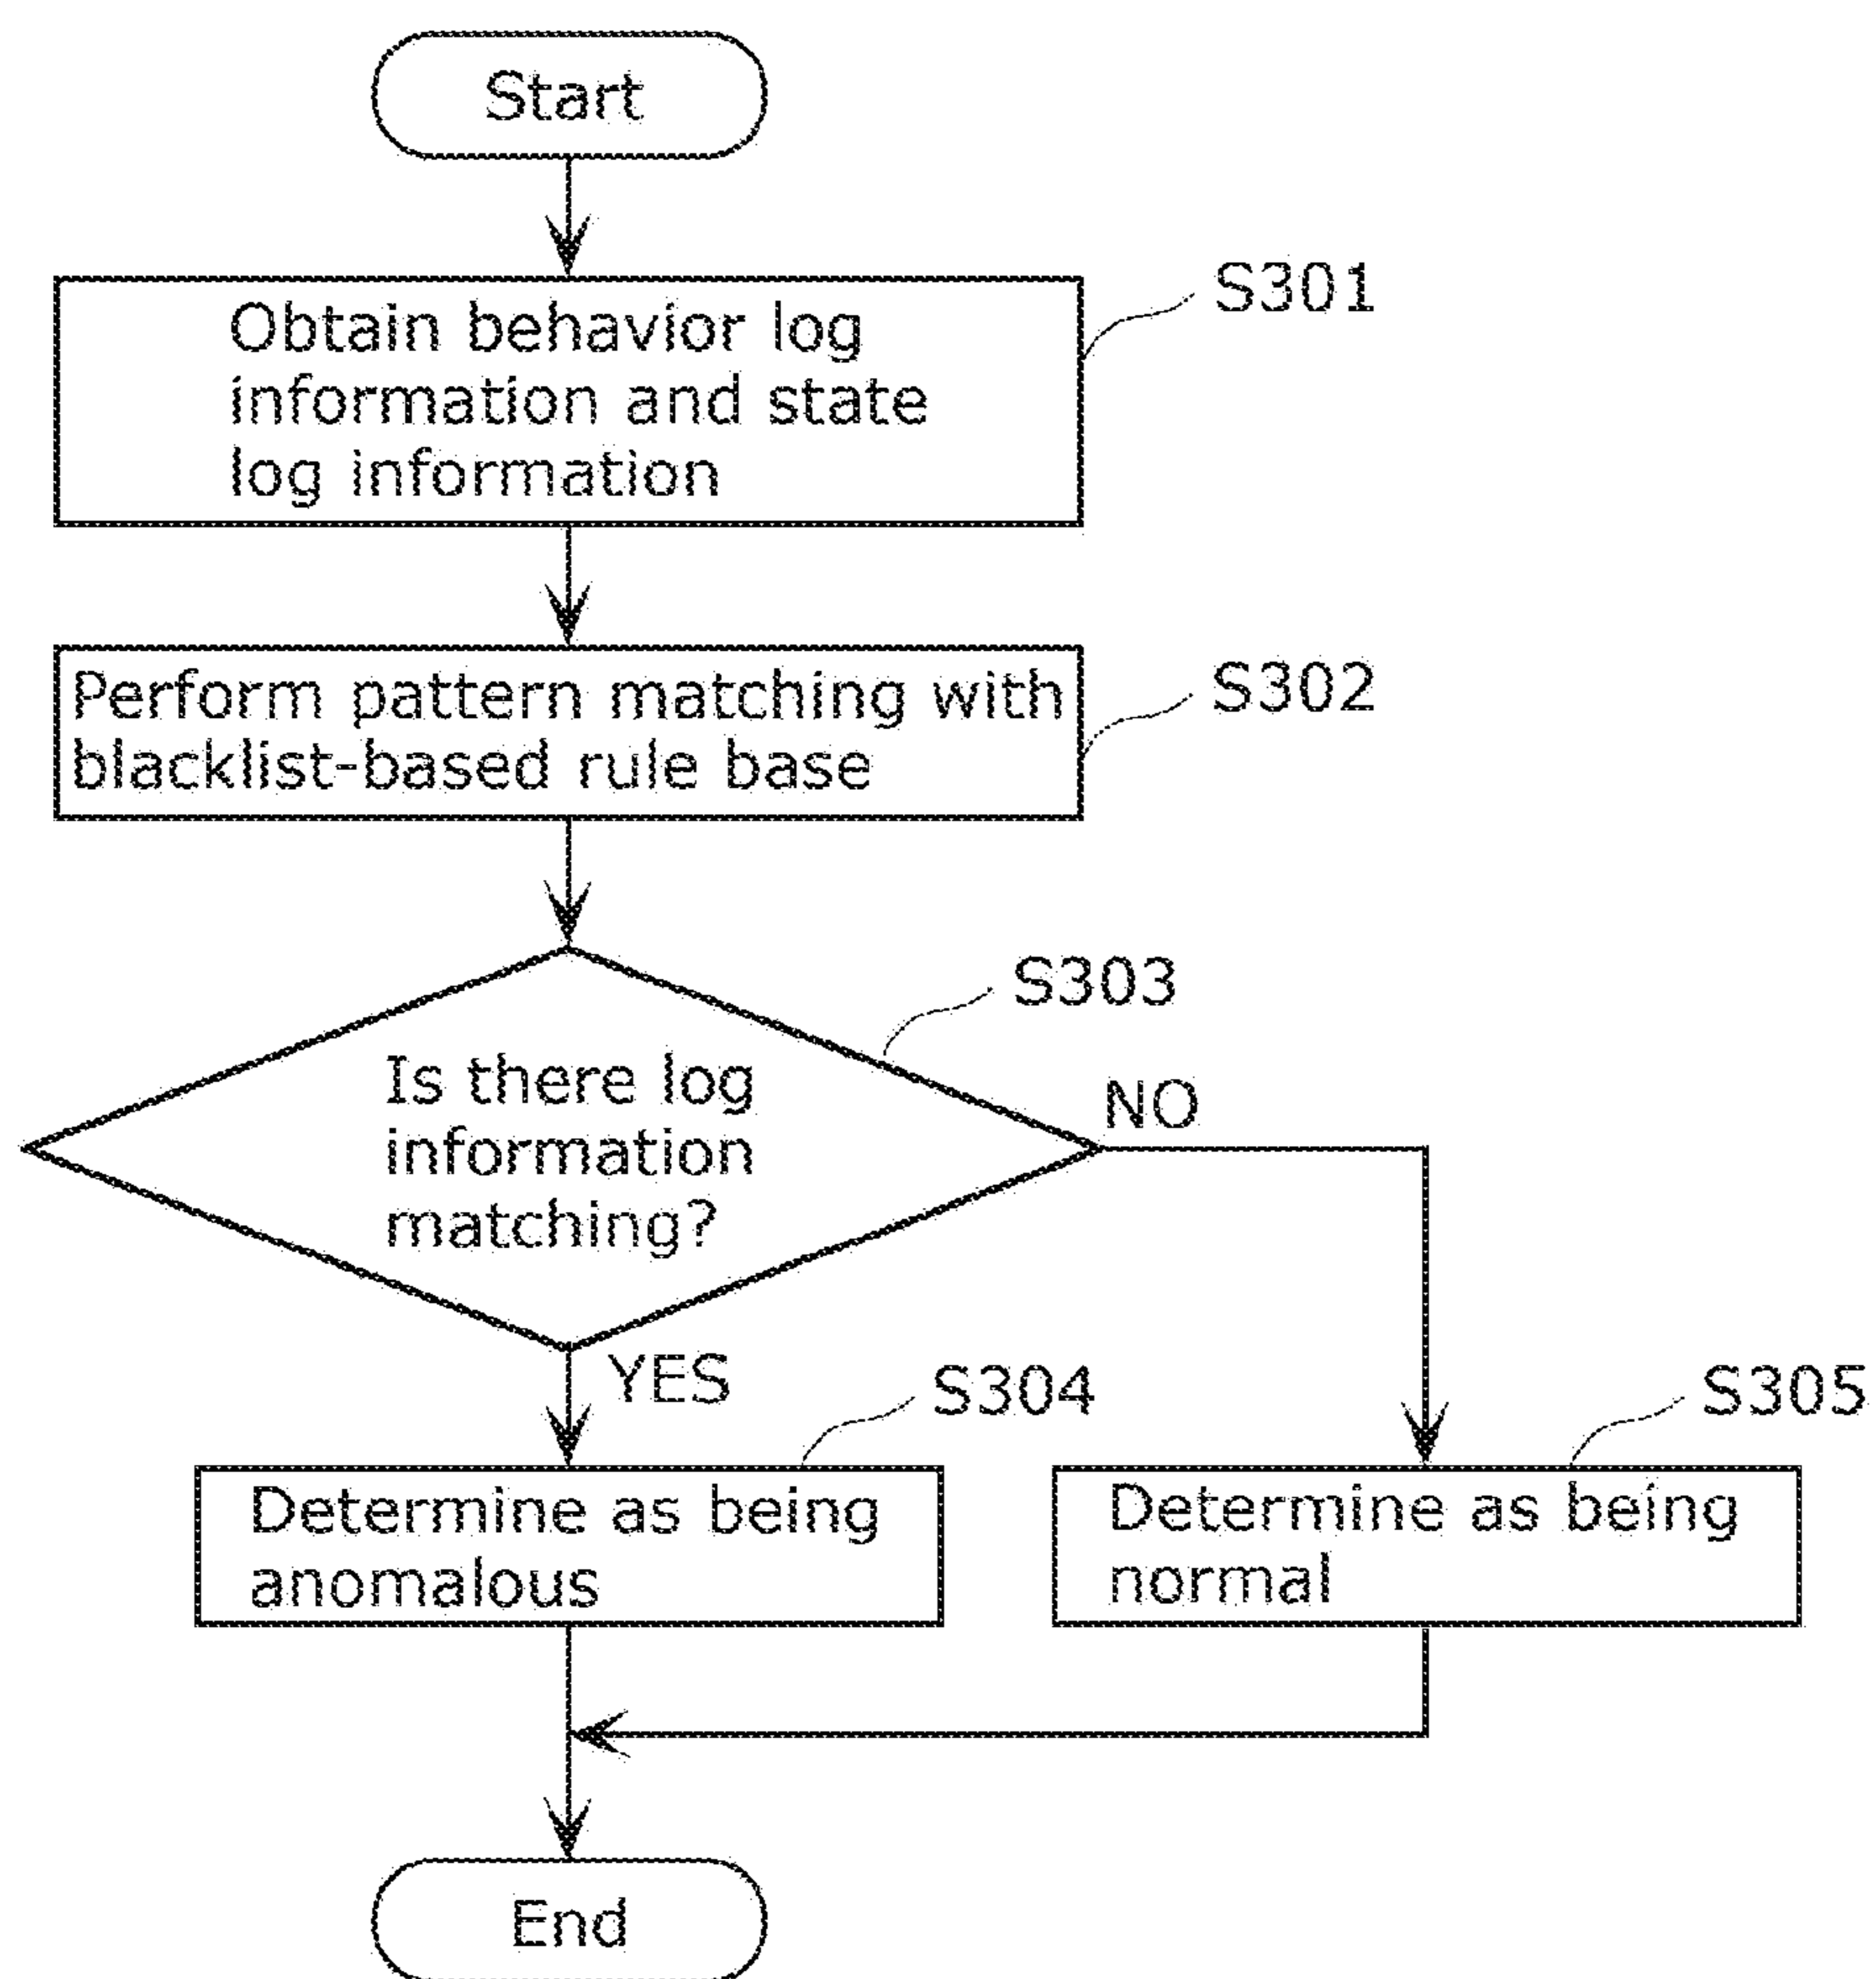 Start
Obtain behavior log
information and state
log information
S301
Perform pattern matching with
blacklist-based rule base
S302
Is there log
information
matching?
S303
NO
YES
S304
Determine as being
anomalous
S305
Determine as being
normal
End